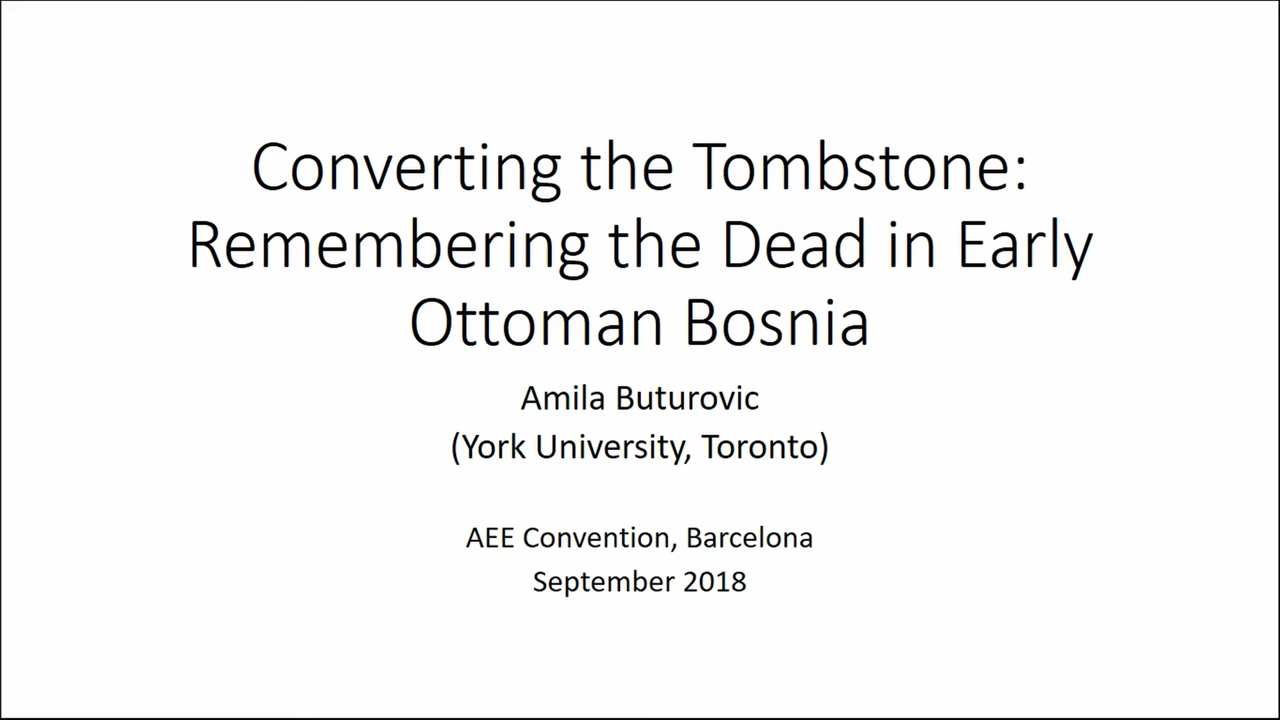 Converting the Tombstone:
Remembering the Dead in Early
Ottoman Bosnia
Amila Buturovic
(York University, Toronto)
AEE Convention, Barcelona
September 2018